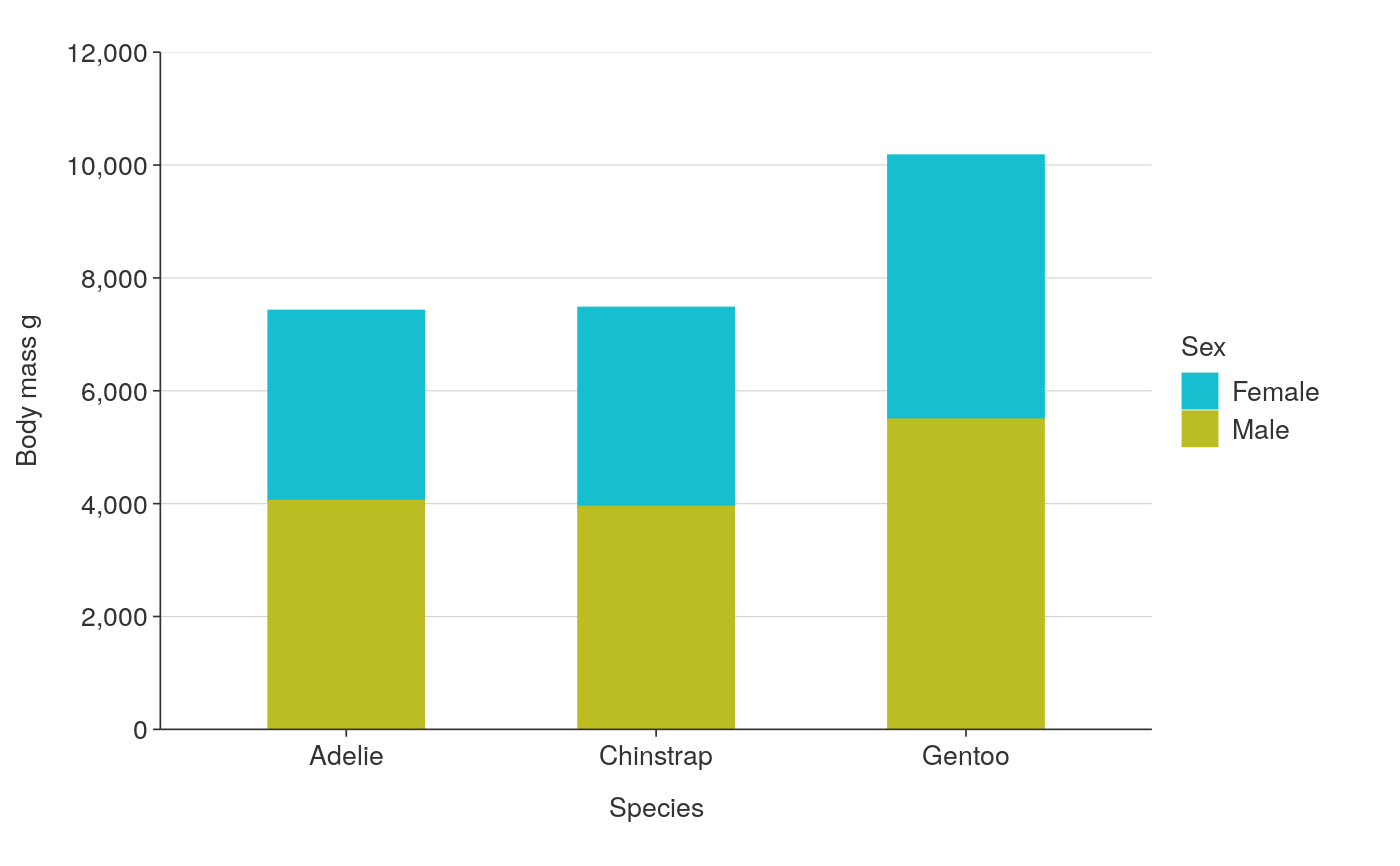 12,000
10,000
8,000
6,000
4,000
2,000
0
Body mass g
Adelie
Chinstrap
Gentoo
Species
Sex
Female
Male